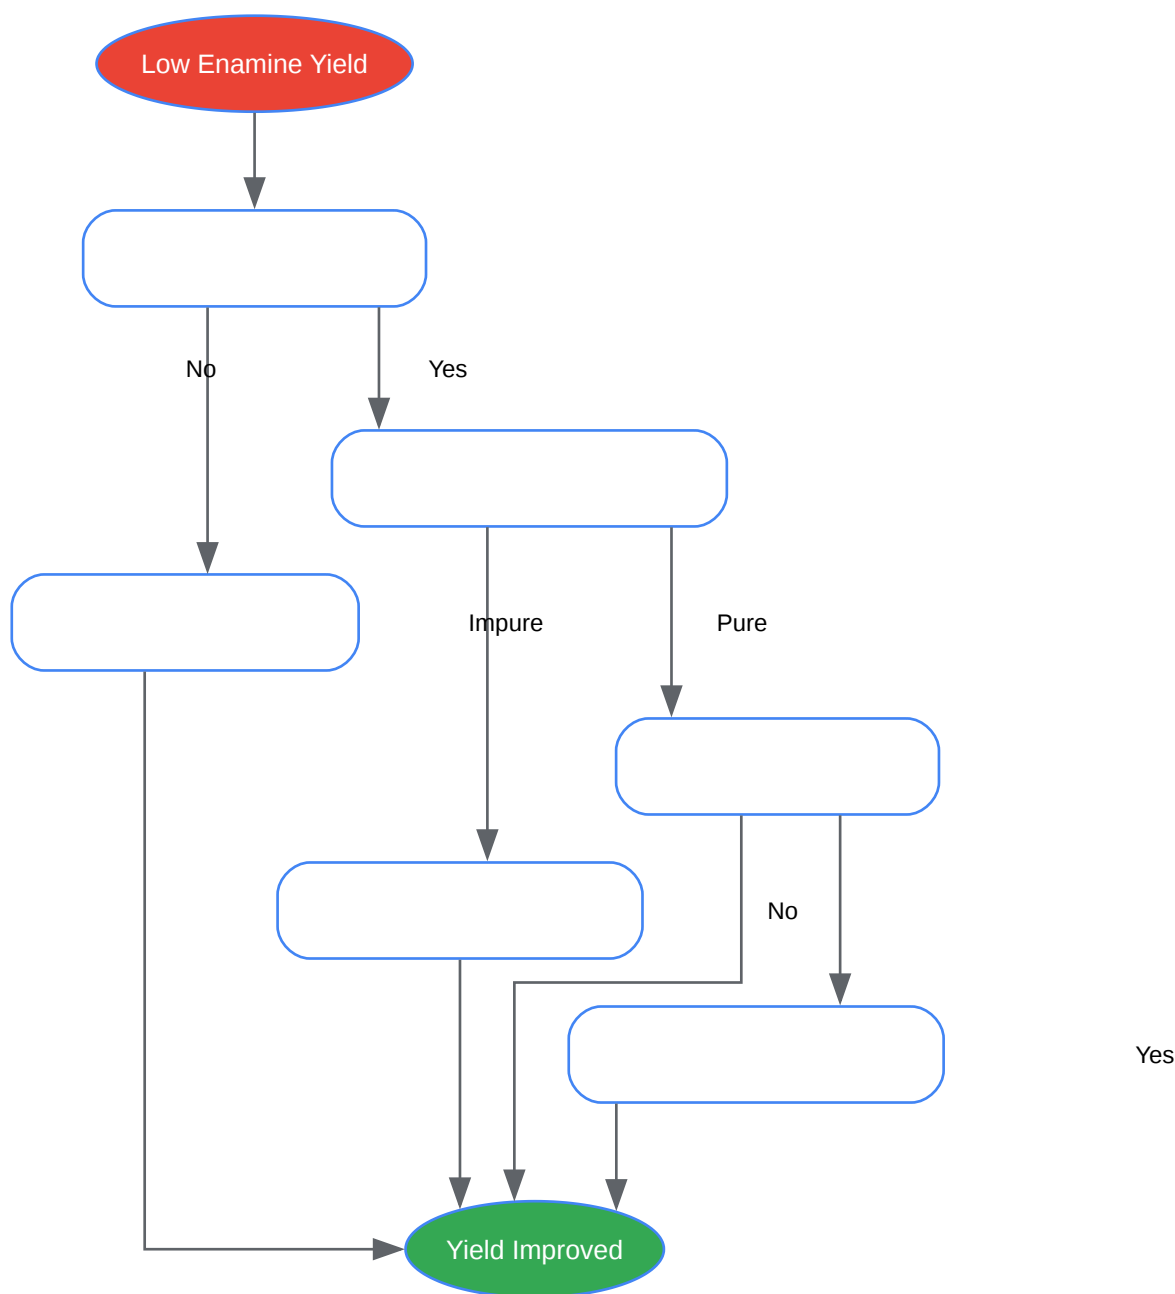 Low Enamine Yield
No
Yes
Impure
Pure
No
Yes
Yield Improved